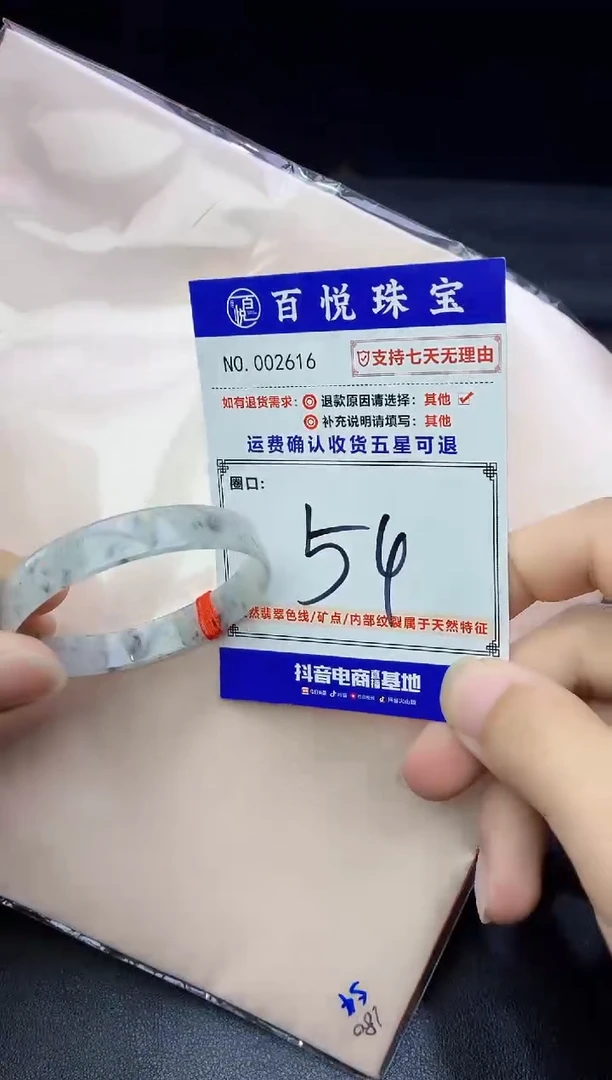 百悦珠宝
NO.002616
支持七天无理由
如有退货需求：退款原因请选择：其他
补充说明请填写：其他
运费确认收货五星可退
圈口：
54
然翡翠色线/矿点/内部纹裂属于天然特征
抖音电商直播基地
54
180